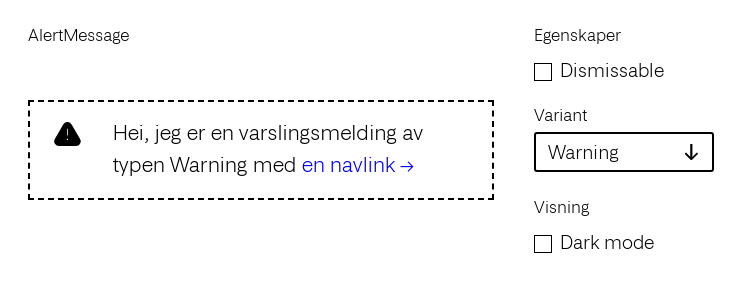 AlertMessage
Hei, jeg er en varslingsmelding av
typen Warning med en navlink →
Egenskaper
Dismissable
Variant
Warning
Visning
Dark mode